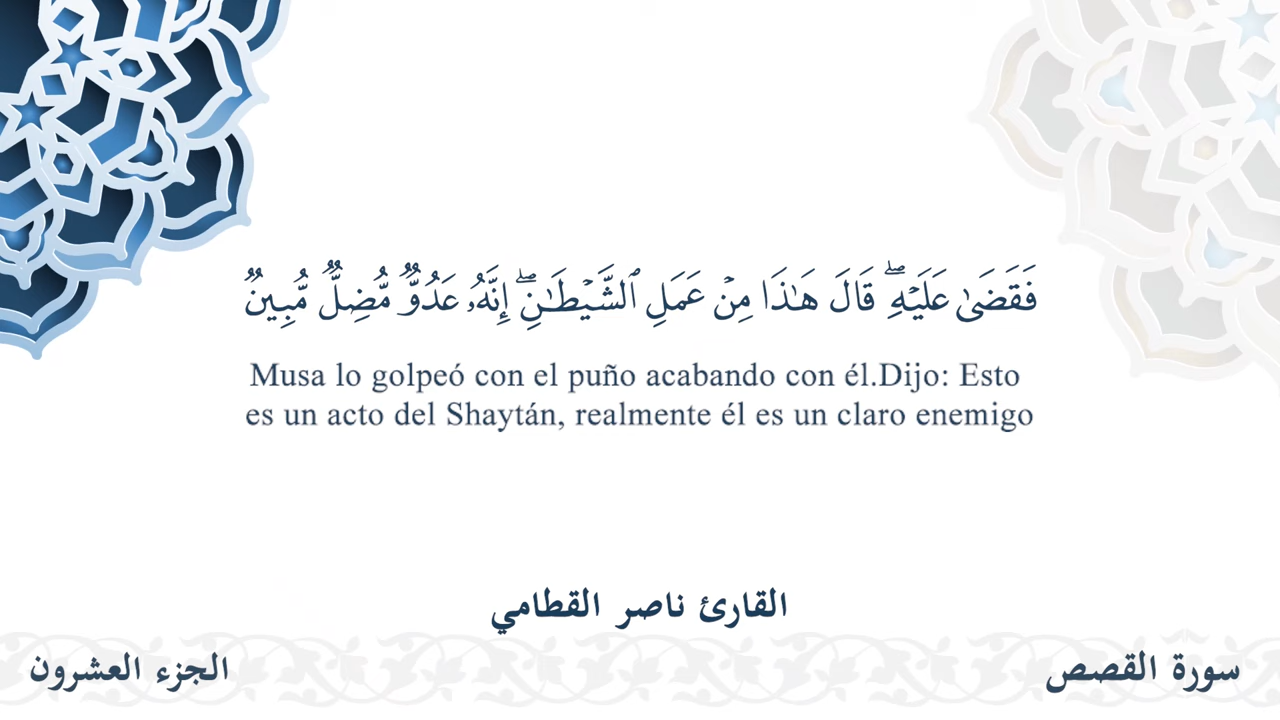 فَقَضَىٰ عَلَيۡهِۖ قَالَ هَٰذَا مِنۡ عَمَلِ ٱلشَّيۡطَٰنِۖ إِنَّهُۥ عَدُوّٞ مُّضِلّٞ مُّبِينٞ
Musa lo golpeó con el puño acabando con él.Dijo: Esto
es un acto del Shaytán, realmente él es un claro enemigo
القارئ ناصر القطامي
سورة القصص
الجزء العشرون